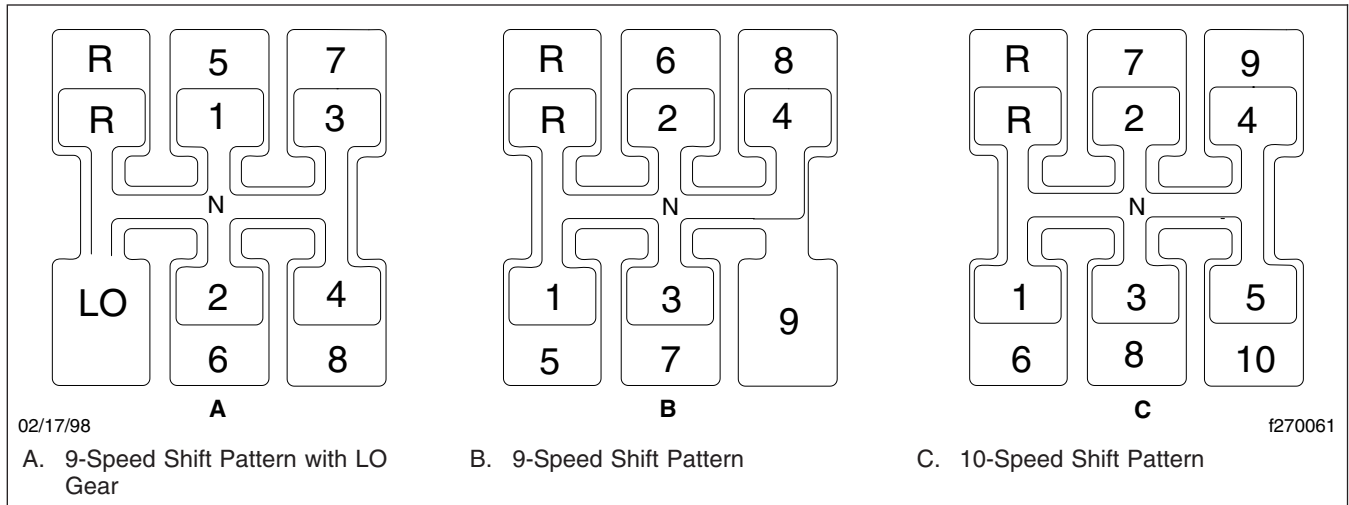 R 5 7
R 1 3
N
LO 2 4
6 8
A
R 6 8
R 2 4
N
1 3 9
5 7
B
R 7 9
R 2 4
N
1 3 5
6 8 10
C
02/17/98
f270061
A. 9-Speed Shift Pattern with LO
Gear
B. 9-Speed Shift Pattern
C. 10-Speed Shift Pattern